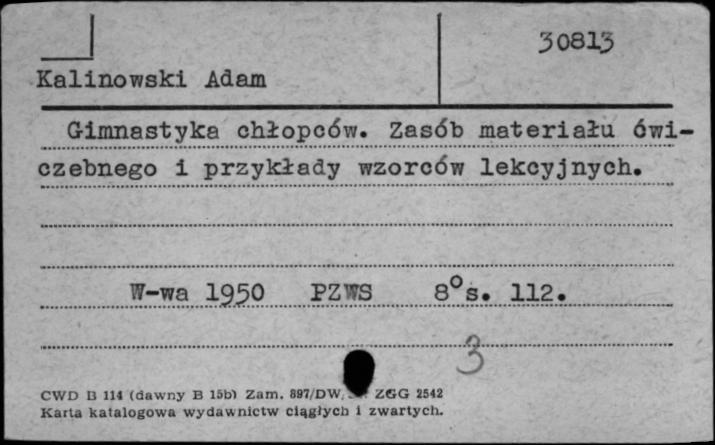 30813
Kalinowski Adam
Gimnastyka chłopców. Zasób materiału ówi-
czebnego i przykłady wzorców lekcyjnych.
W-wa 1950 PZWS 8° s. 112.
3
CWD B 114 (dawny B 15b) Zam. 897/DW, ZGG 2542
Karta katalogowa wydawnictw ciągłych i zwartych.